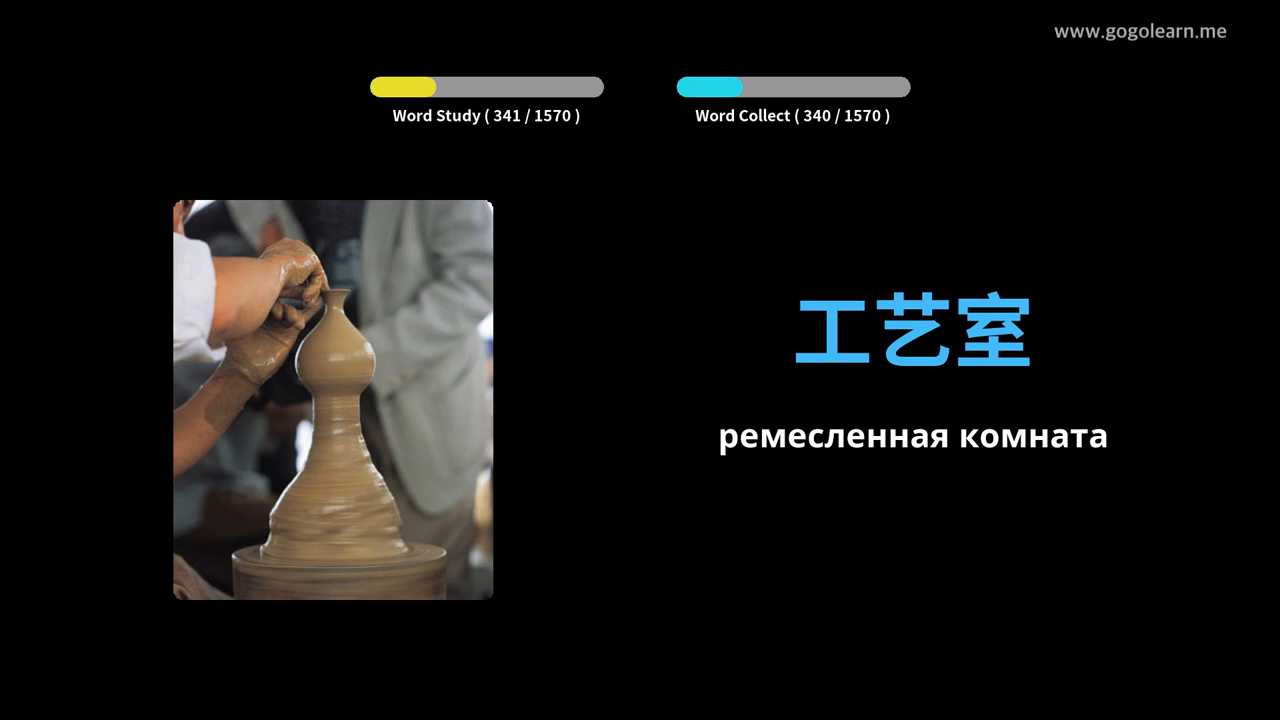 www.gogolearn.me
Word Study ( 341 / 1570 )
Word Collect ( 340 / 1570 )
工艺室
ремесленная комната